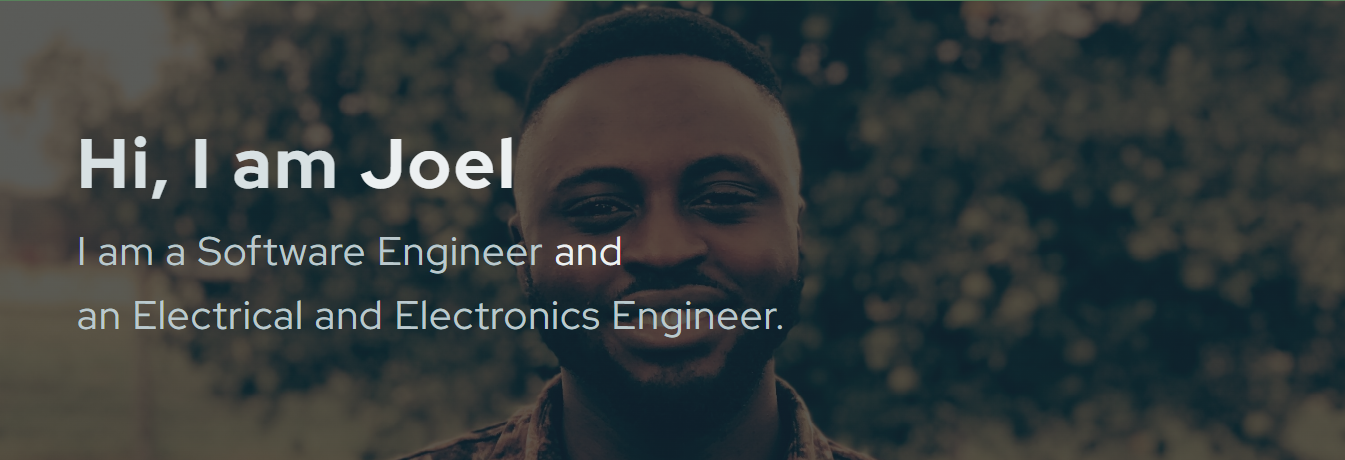 Hi, I am Joel
I am a Software Engineer and
an Electrical and Electronics Engineer.